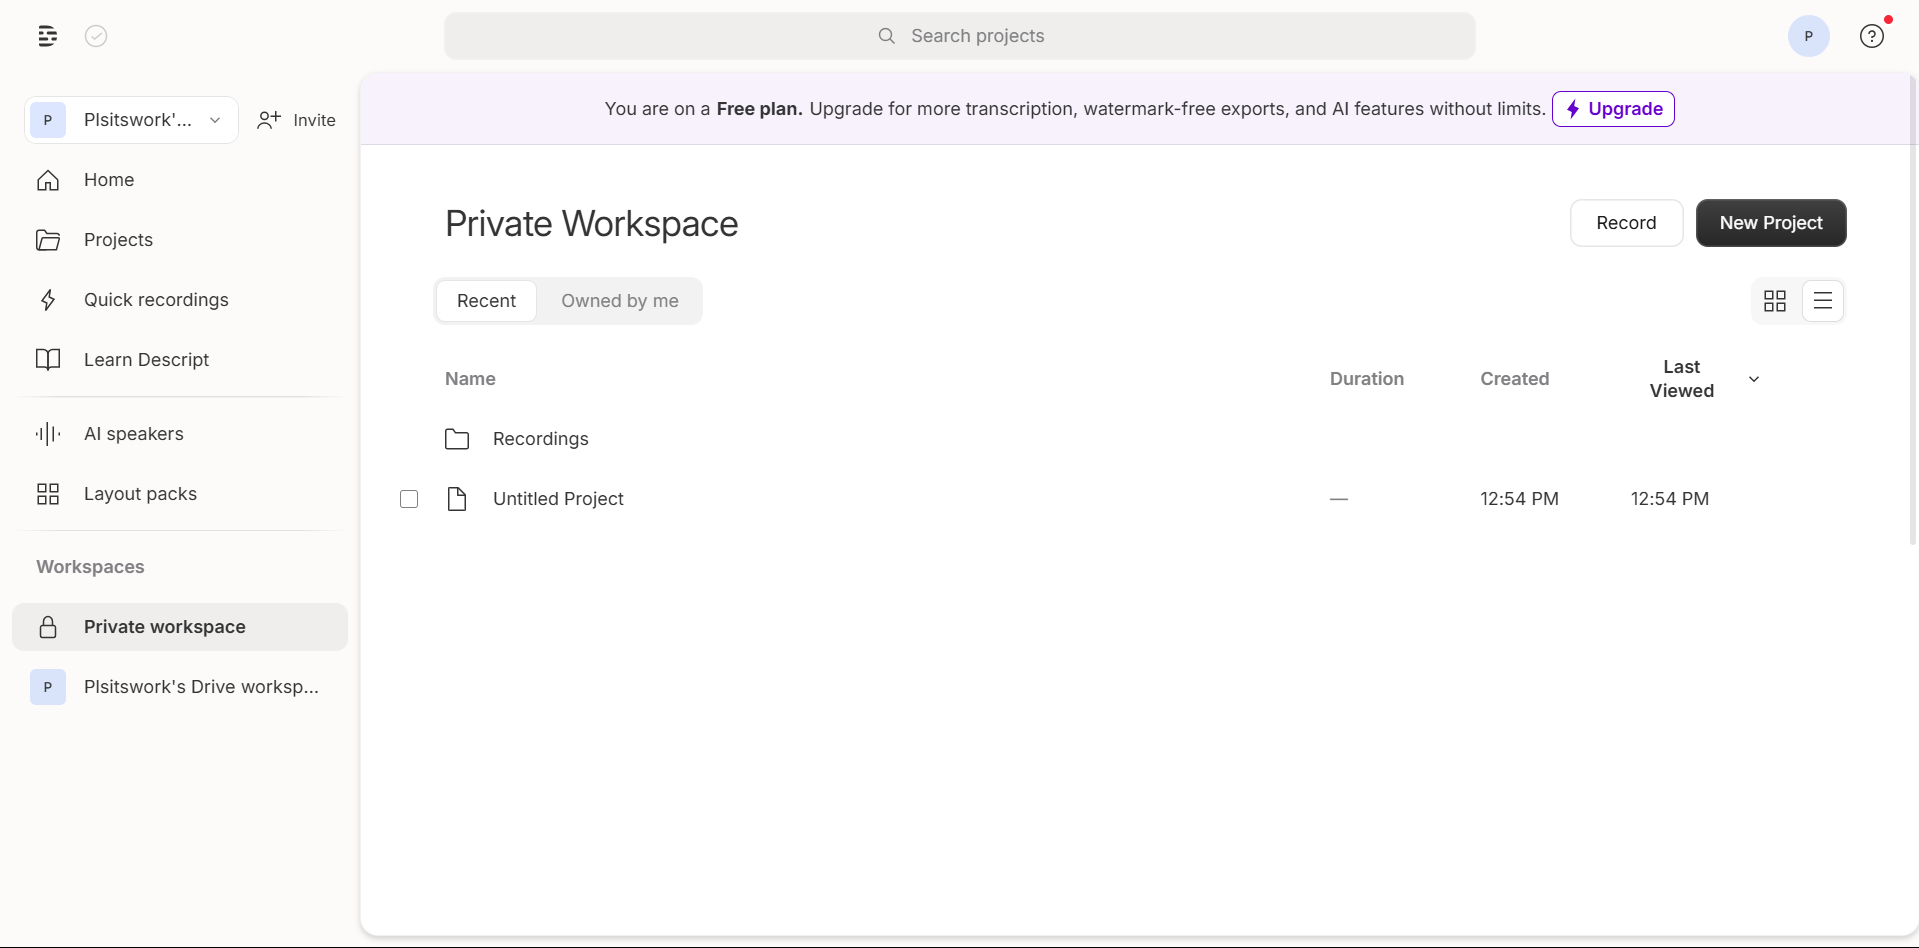 Search projects
P
PIsitswork'...
Invite
Home
Projects
Quick recordings
Learn Descript
AI speakers
Layout packs
Workspaces
Private workspace
P
PIsitswork's Drive worksp...
P
You are on a Free plan. Upgrade for more transcription, watermark-free exports, and AI features without limits. Upgrade
Private Workspace
Record
New Project
Recent
Owned by me
Name
Duration
Created
Last
Viewed
Recordings
Untitled Project
—
12:54 PM
12:54 PM